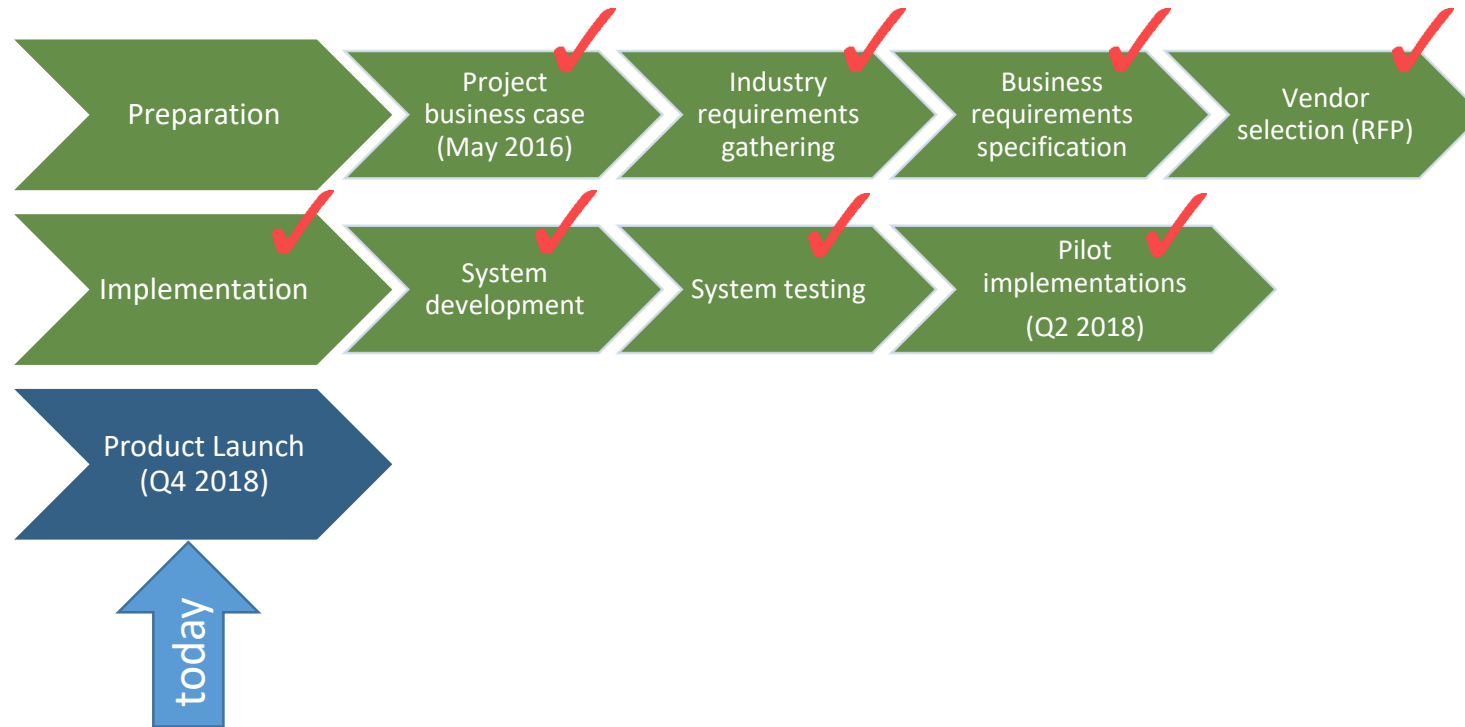 Preparation
Project
business case
(May 2016)
Industry
requirements
gathering
Business
requirements
specification
Vendor
selection (RFP)
Implementation
System
development
System testing
Pilot
implementations
(Q2 2018)
Product Launch
(Q4 2018)
today